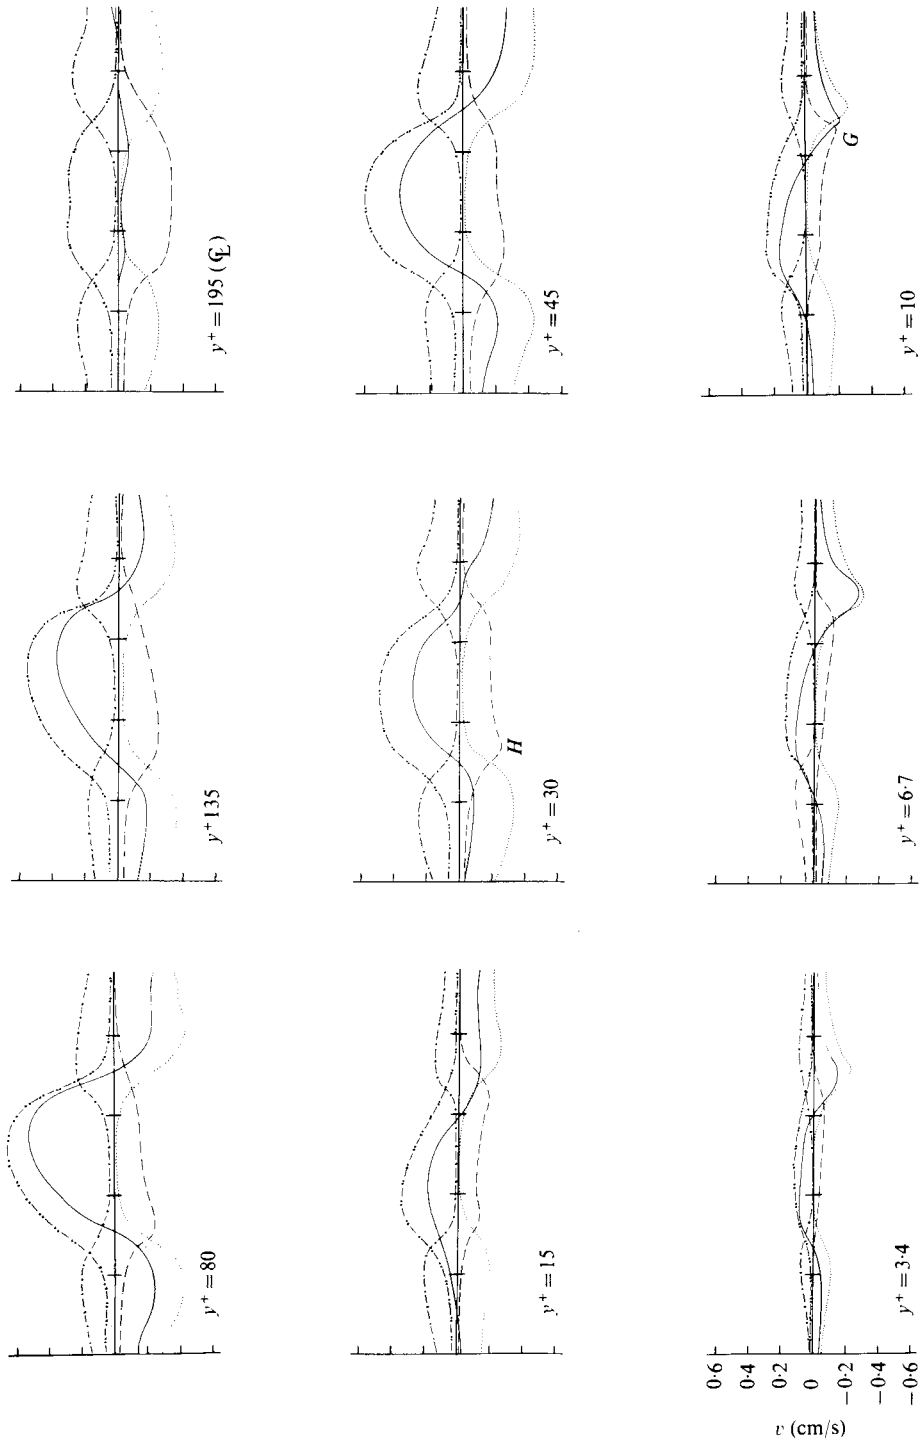 y⁺ = 80
y⁺ 135
y⁺ = 195 (℄)
y⁺ = 15
H
y⁺ = 30
y⁺ = 45
v (cm/s)
0·6
0·4
0·2
0
−0·2
−0·4
−0·6
y⁺ = 3·4
y⁺ = 6·7
G
y⁺ = 10